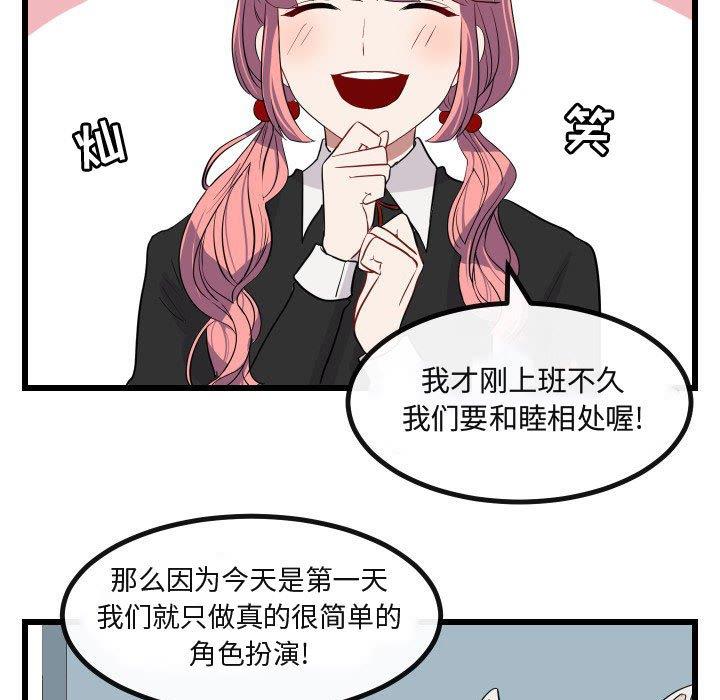 灿
笑
我才刚上班不久
我们要和睦相处喔!
那么因为今天是第一天
我们就只做真的很简单的
角色扮演!